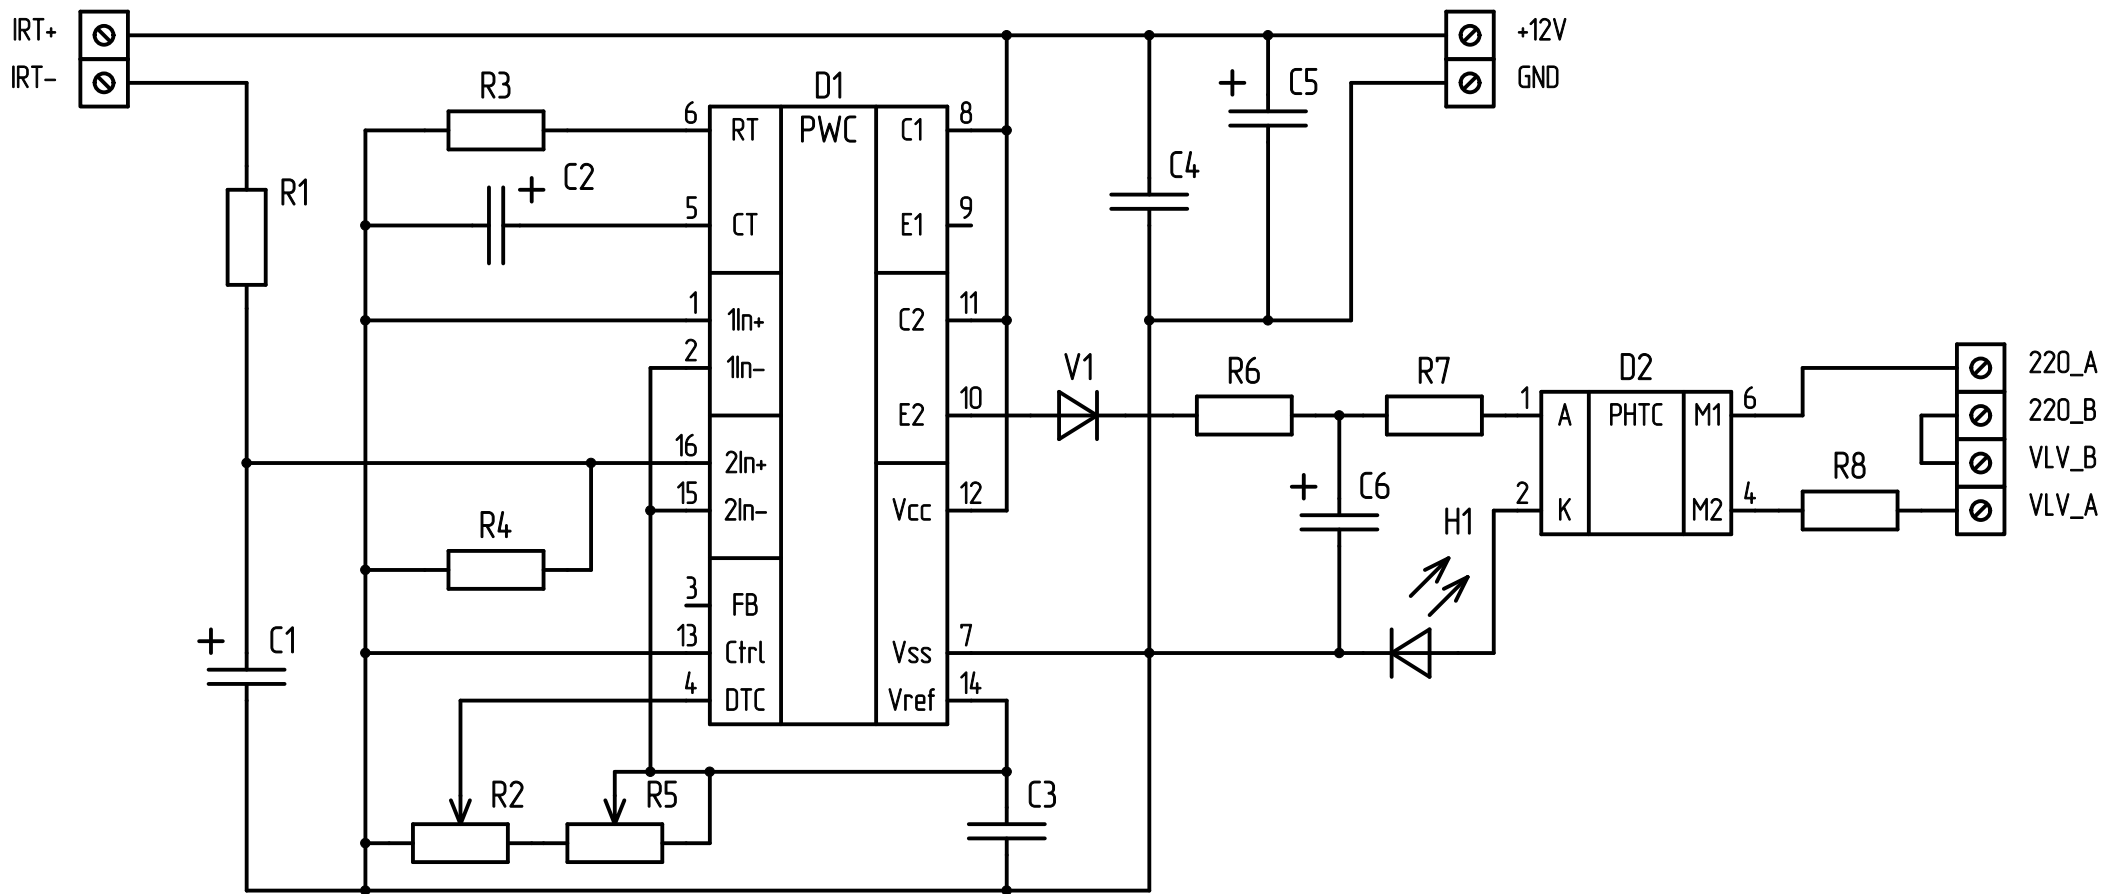 IRT+
IRT-
+12V
GND
R3
D1
C5
6
RT
PWC
C1
8
R1
C2
C4
5
CT
E1
9
1
1In+
C2
11
2
1In-
V1
R6
R7
D2
E2
10
1
A
PHTC
M1
6
220_A
220_B
16
2In+
VLV_B
15
2In-
Vcc
12
C6
H1
2
K
M2
4
R8
VLV_A
R4
3
FB
13
Ctrl
Vss
7
C1
4
DTC
Vref
14
R2
R5
C3